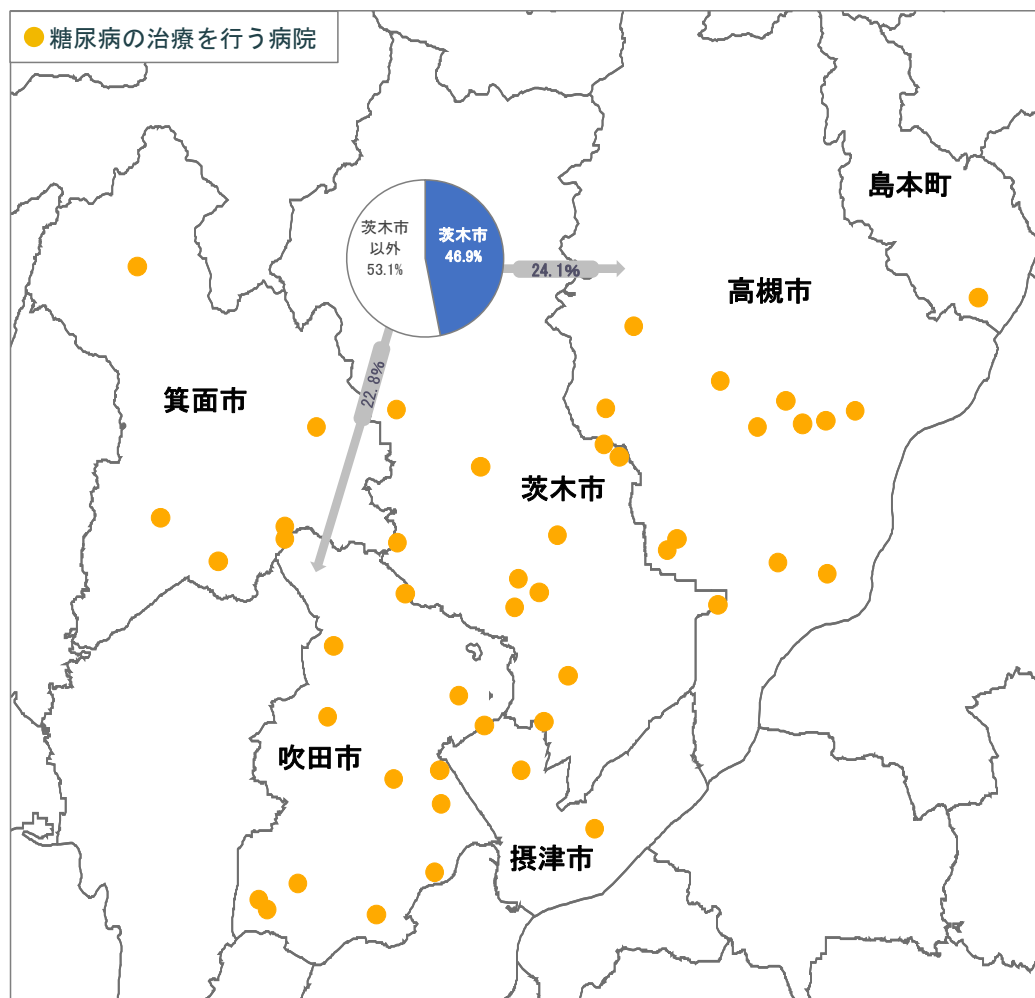 糖尿病の治療を行う病院
島本町
茨木市
以外
53.1%
茨木市
46.9%
24.1%
高槻市
22.8%
箕面市
茨木市
吹田市
摂津市